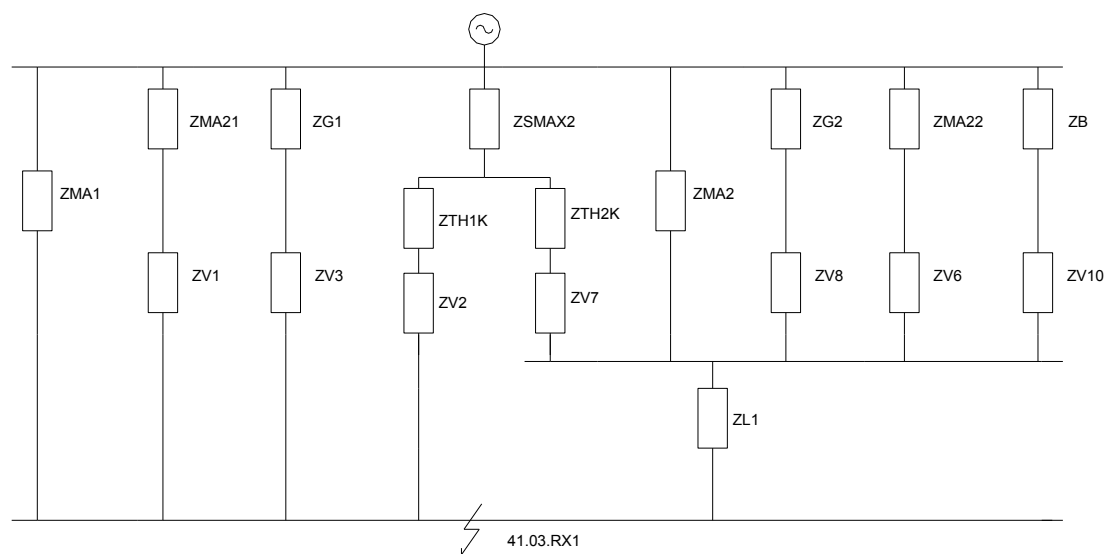 ZMA21
ZG1
ZSMAX2
ZG2
ZMA22
ZB
ZMA1
ZTH1K
ZTH2K
ZMA2
ZV1
ZV3
ZV2
ZV7
ZV8
ZV6
ZV10
ZL1
41.03.RX1